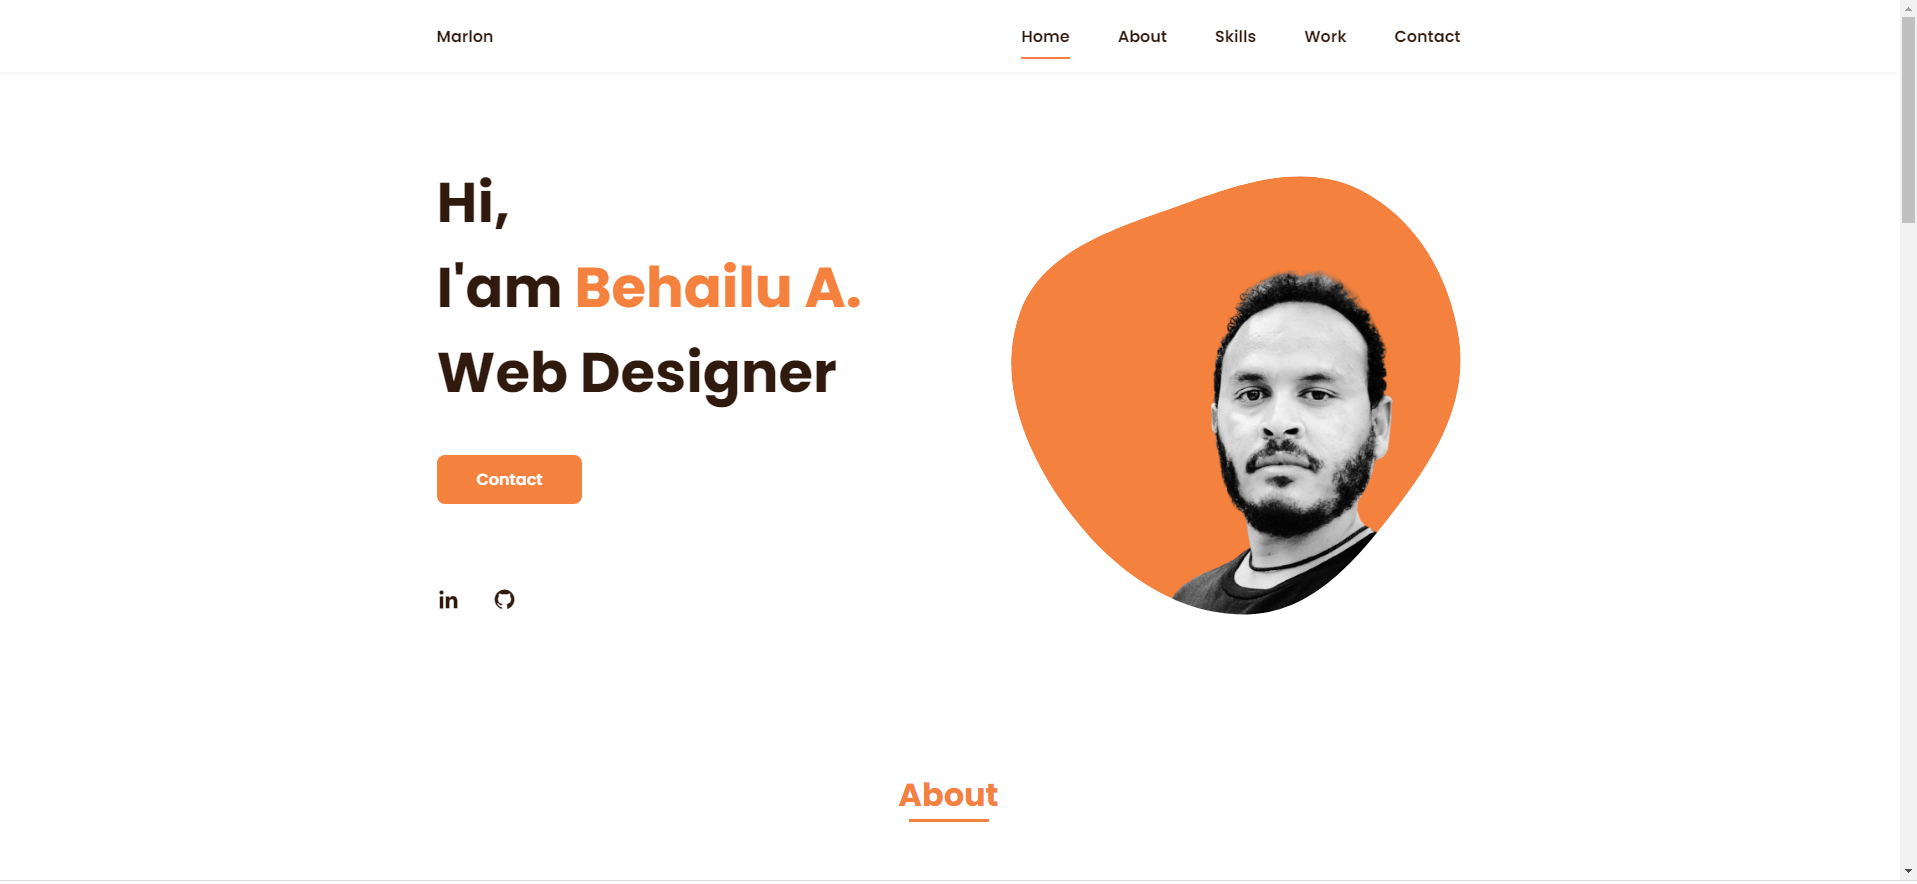 Marlon
Home About Skills Work Contact
Hi,
I'am Behailu A.
Web Designer
Contact
in
About